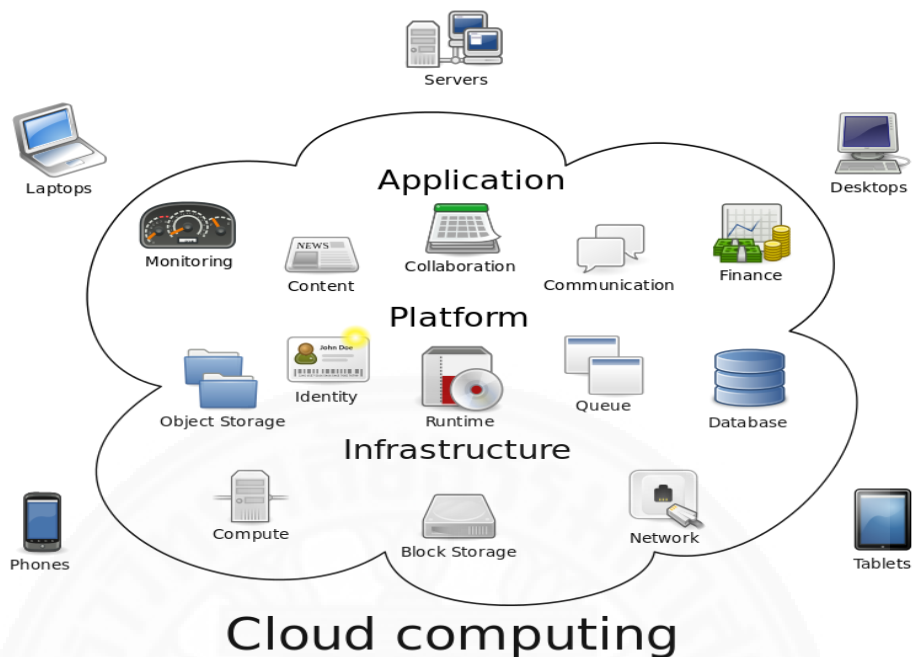 Servers
Laptops
Desktops
Application
Monitoring
NEWS
Content
Collaboration
Communication
Finance
Platform
Object Storage
John Doe
Identity
Runtime
Queue
Database
Infrastructure
Compute
Block Storage
Network
Phones
Tablets
Cloud computing